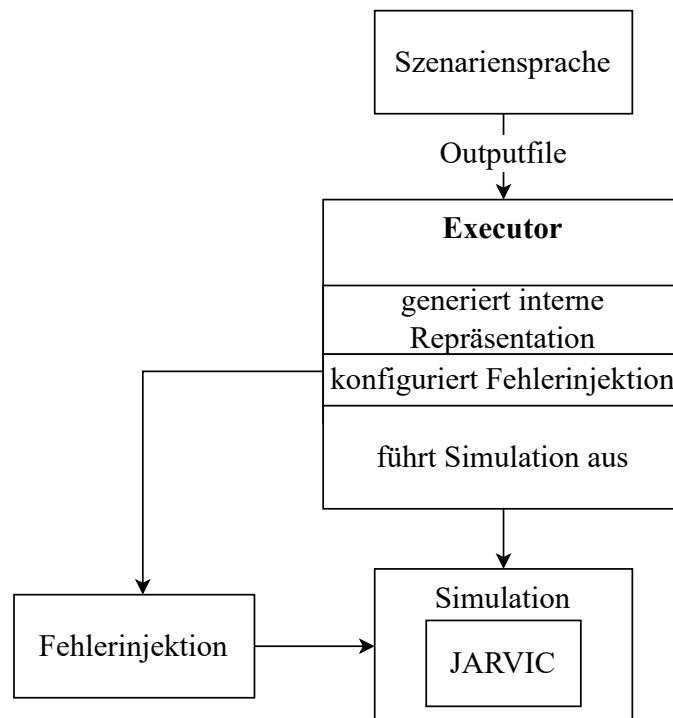 Szenariensprache
Outputfile
Executor
generiert interne
Repräsentation
konfiguriert Fehlerinjektion
führt Simulation aus
Simulation
Fehlerinjektion
JARVIC